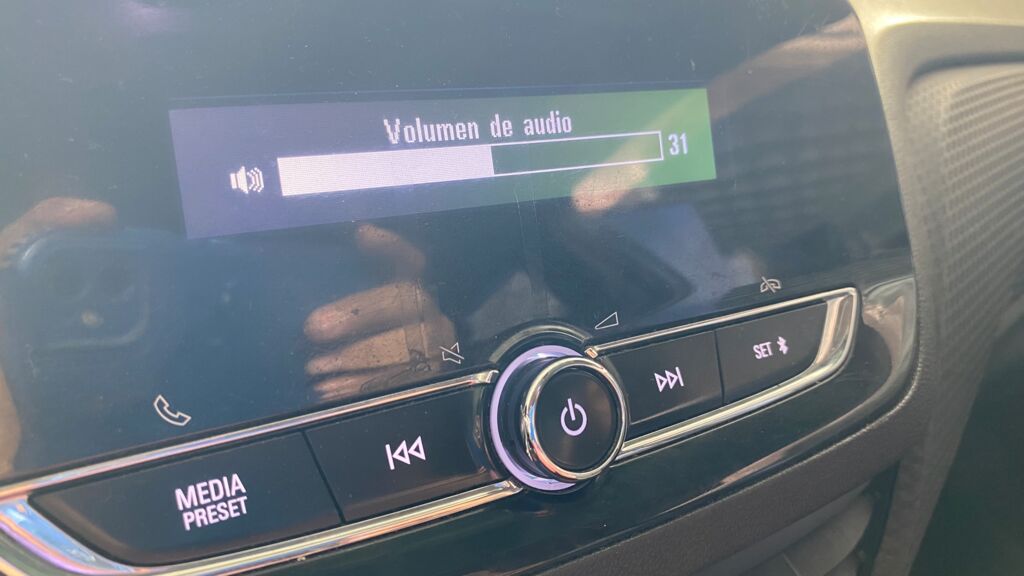 Volumen de audio
31
MEDIA
PRESET
SET